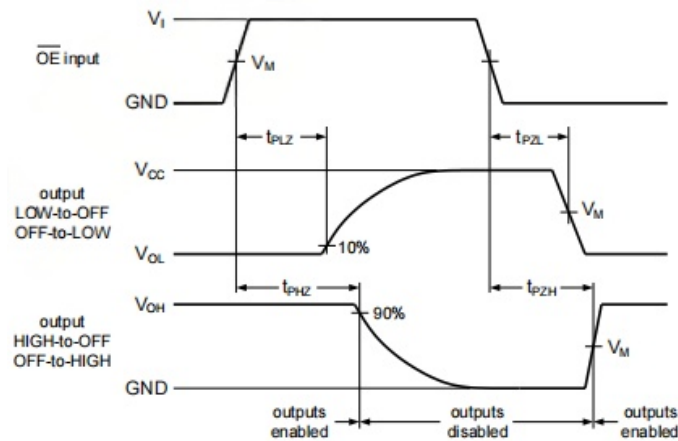 V_I
OE input
V_M
GND
t_PLZ
t_PZL
V_CC
output
LOW-to-OFF
OFF-to-LOW
V_M
V_OL
10%
t_PHZ
t_PZH
V_OH
90%
output
HIGH-to-OFF
OFF-to-HIGH
V_M
GND
outputs
enabled
outputs
disabled
outputs
enabled